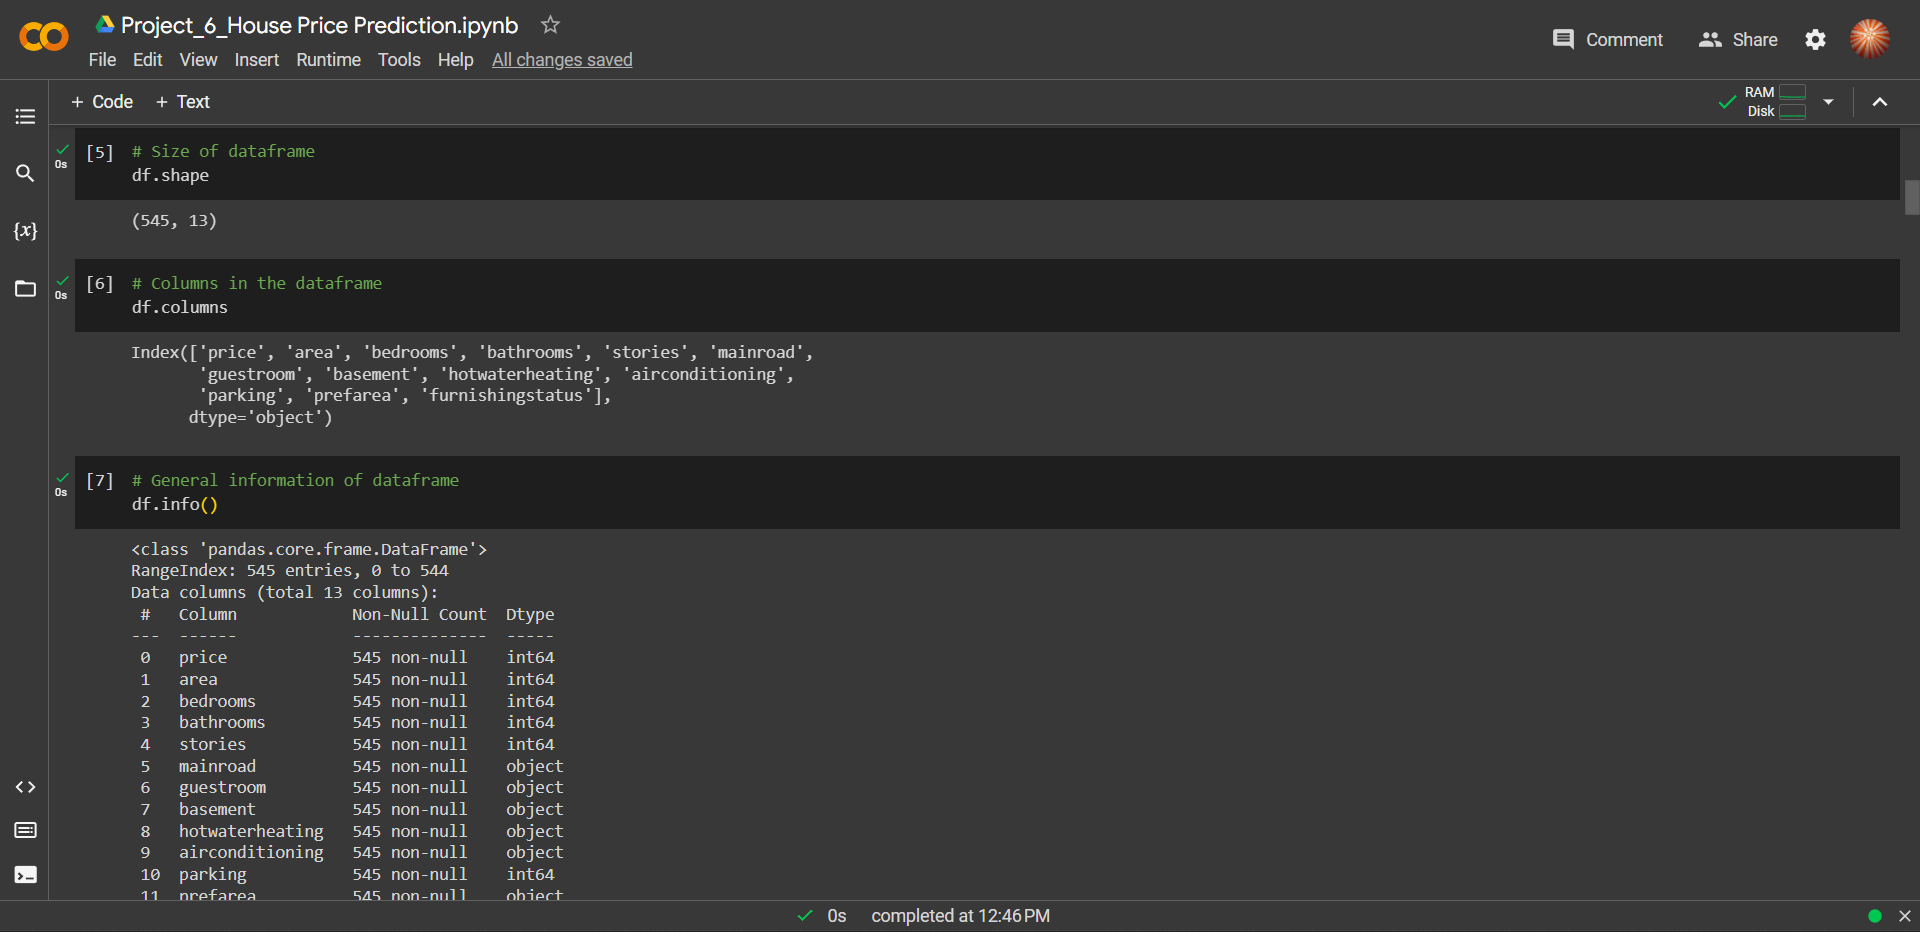 Project_6_House Price Prediction.ipynb
Comment
Share
File Edit View Insert Runtime Tools Help All changes saved
+ Code + Text
RAM
Disk
0s
[5] # Size of dataframe
df.shape
(545, 13)
{x}
0s
[6] # Columns in the dataframe
df.columns
Index(['price', 'area', 'bedrooms', 'bathrooms', 'stories', 'mainroad',
'guestroom', 'basement', 'hotwaterheating', 'airconditioning',
'parking', 'prefarea', 'furnishingstatus'],
dtype='object')
0s
[7] # General information of dataframe
df.info()
<class 'pandas.core.frame.DataFrame'>
RangeIndex: 545 entries, 0 to 544
Data columns (total 13 columns):
# Column Non-Null Count Dtype
--- ------ -------------- -----
0 price 545 non-null int64
1 area 545 non-null int64
2 bedrooms 545 non-null int64
3 bathrooms 545 non-null int64
4 stories 545 non-null int64
5 mainroad 545 non-null object
6 guestroom 545 non-null object
7 basement 545 non-null object
8 hotwaterheating 545 non-null object
9 airconditioning 545 non-null object
10 parking 545 non-null int64
11 prefarea 545 non-null object
0s completed at 12:46 PM